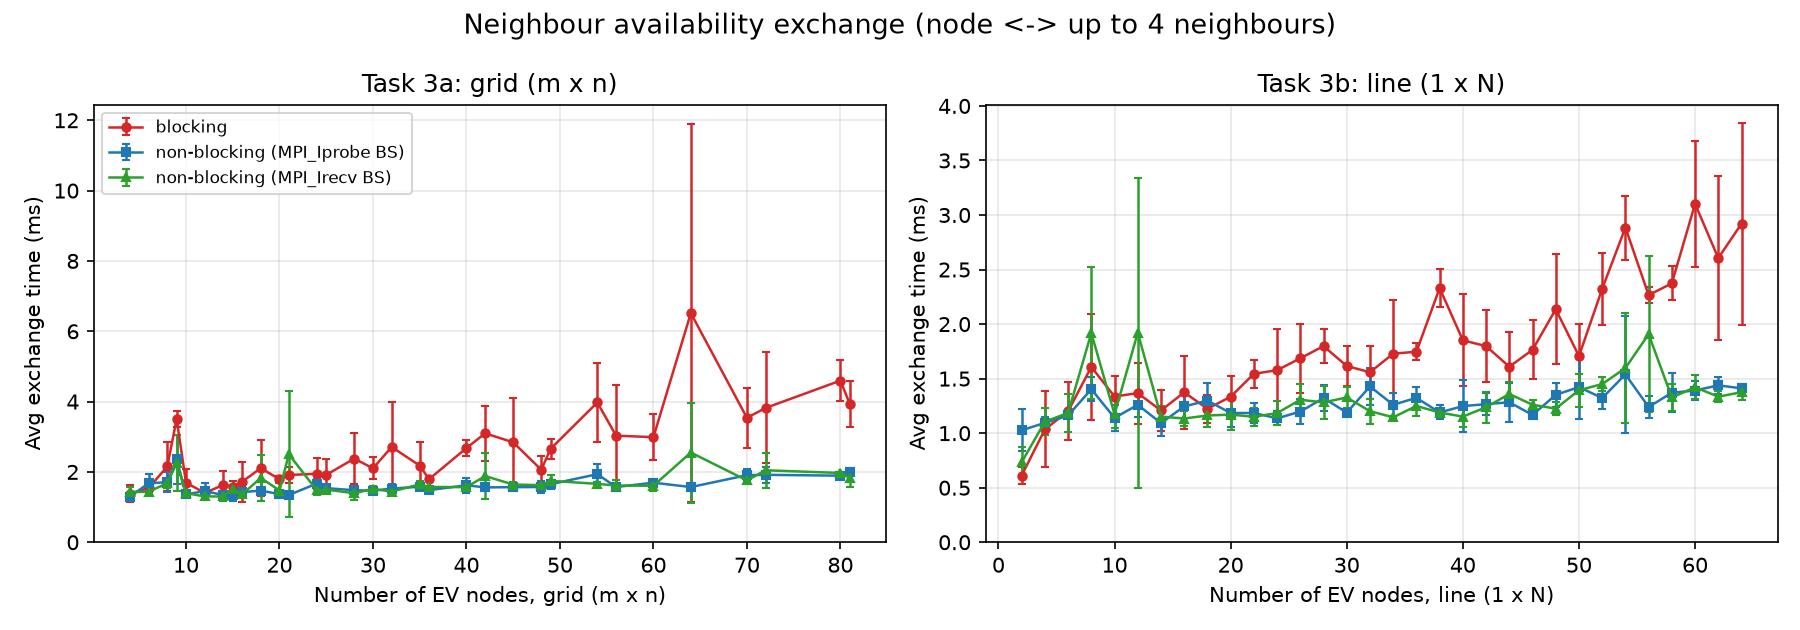 Neighbour availability exchange (node <-> up to 4 neighbours)
Task 3a: grid (m x n)
blocking
non-blocking (MPI_Iprobe BS)
non-blocking (MPI_Irecv BS)
Avg exchange time (ms)
12
10
8
6
4
2
0
10 20 30 40 50 60 70 80
Number of EV nodes, grid (m x n)
Task 3b: line (1 x N)
Avg exchange time (ms)
4.0
3.5
3.0
2.5
2.0
1.5
1.0
0.5
0.0
0 10 20 30 40 50 60
Number of EV nodes, line (1 x N)